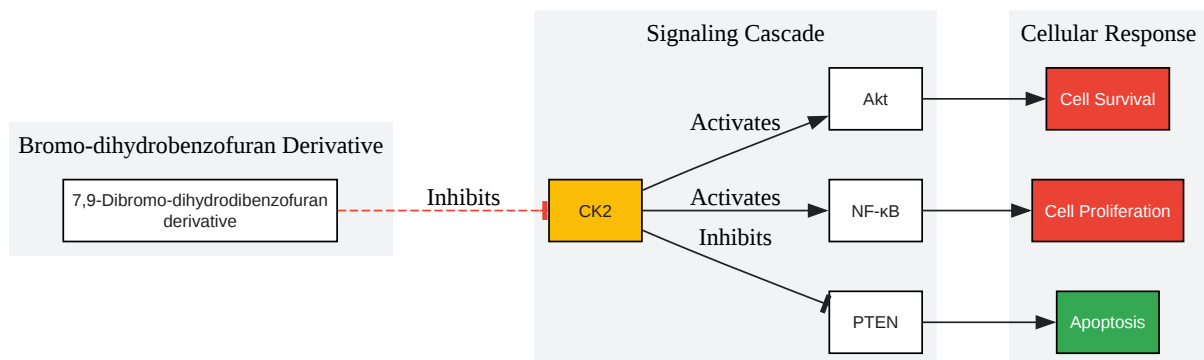 Signaling Cascade
Cellular Response
Akt
Cell Survival
Activates
Bromo-dihydrobenzofuran Derivative
7,9-Dibromo-dihydrodibenzofuran
derivative
Inhibits
CK2
Activates
NF-κB
Cell Proliferation
Inhibits
PTEN
Apoptosis